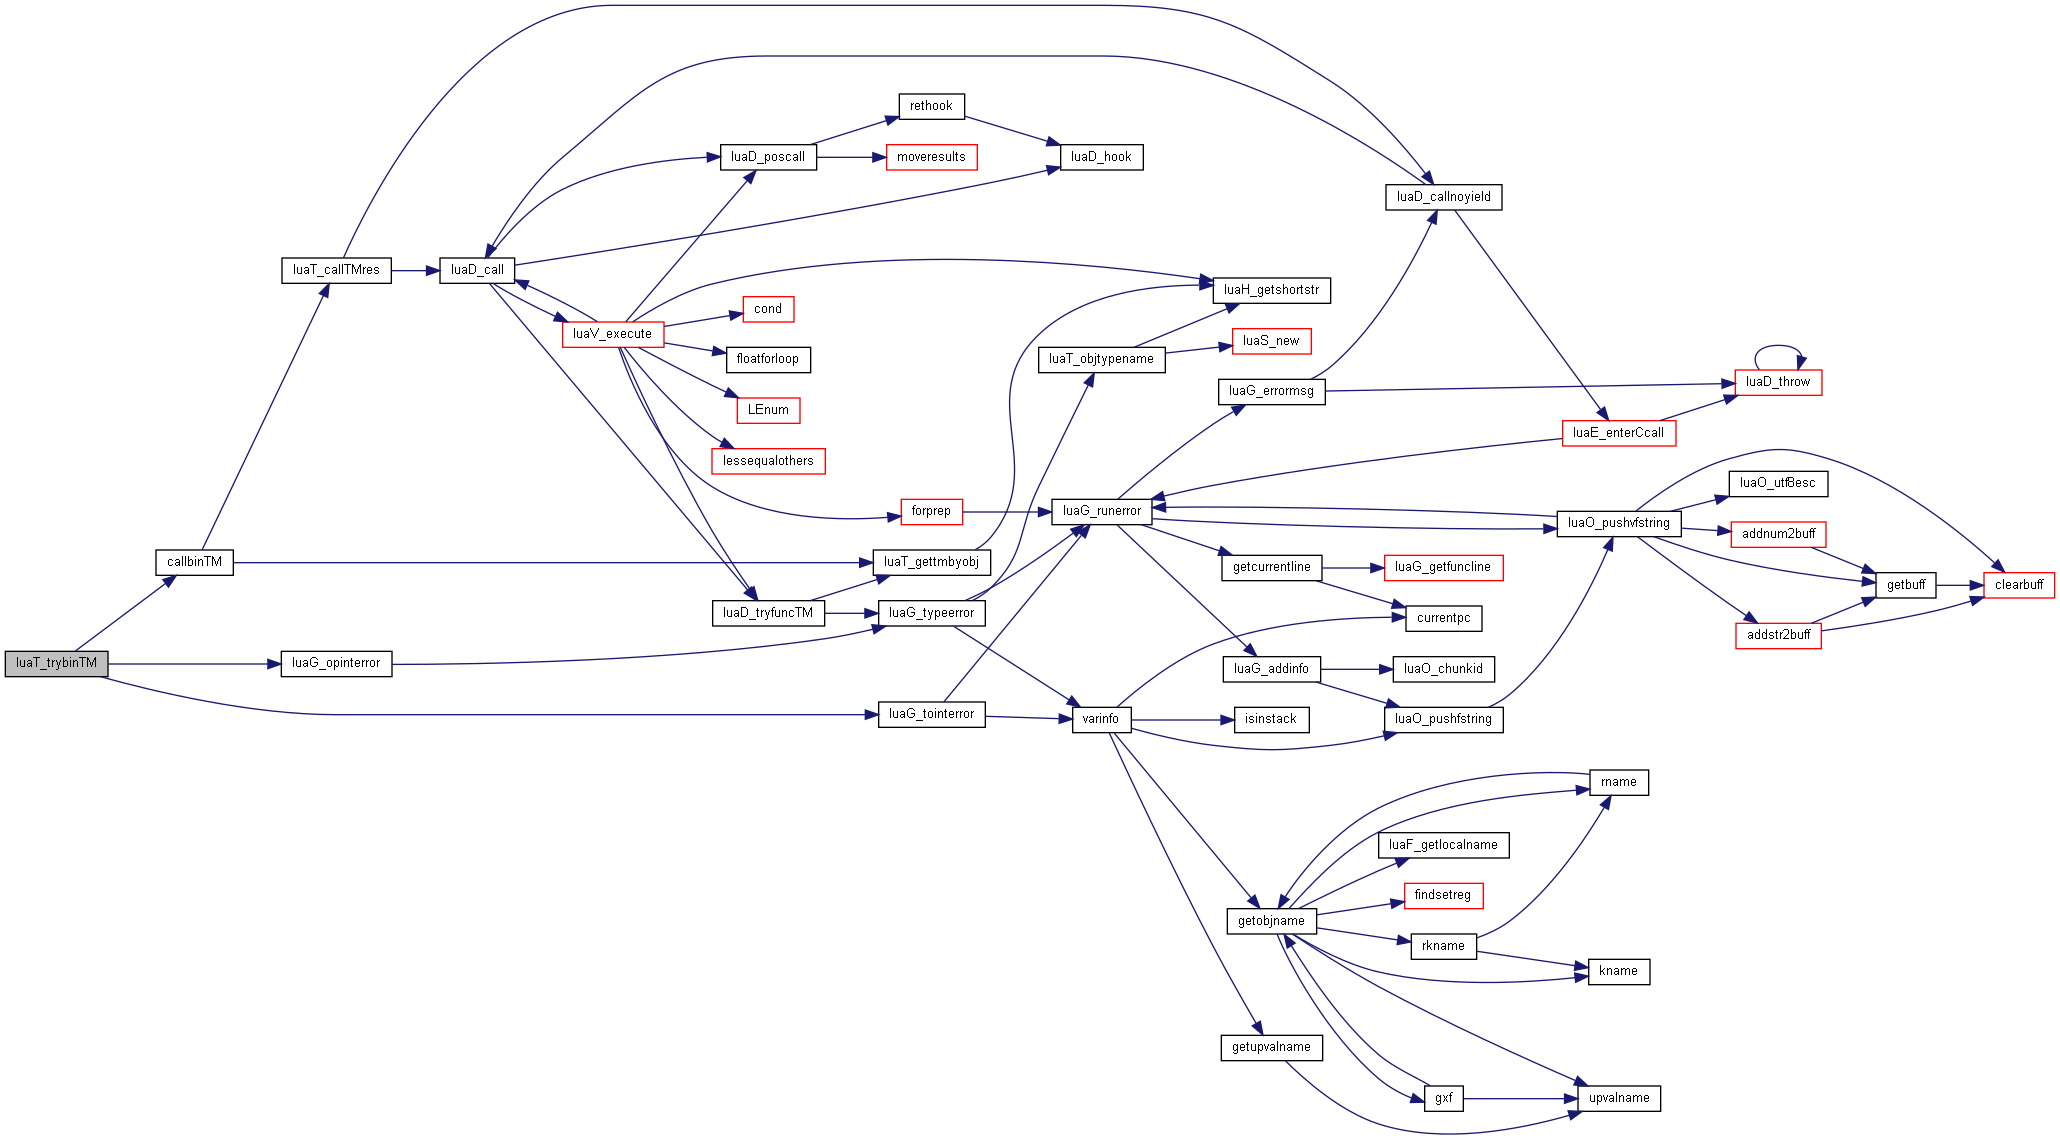 rethook
luaD_poscall
moveresults
luaD_hook
luaD_callnoyield
luaT_callTMres
luaD_call
luaH_getshortstr
cond
luaV_execute
luaS_new
floatforloop
luaT_objtypename
luaD_throw
luaG_errormsg
LEnum
luaE_enterCcall
lessequalothers
luaO_utf8esc
forprep
luaG_runerror
luaO_pushvfstring
addnum2buff
callbinTM
luaT_gettmbyobj
getcurrentline
luaG_getfuncline
getbuff
clearbuff
luaD_tryfuncTM
luaG_typeerror
currentpc
addstr2buff
luaT_trybinTM
luaG_opinterror
luaG_addinfo
luaO_chunkid
luaG_tointerror
varinfo
isinstack
luaO_pushfstring
rname
luaF_getlocalname
findsetreg
getobjname
rkname
kname
getupvalname
gxf
upvalname